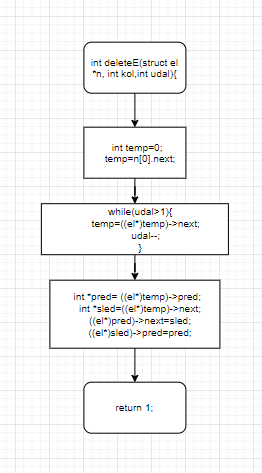 int deleteE(struct el
*n, int kol,int udal){
int temp=0;
temp=n[0].next;
while(udal>1){
temp=((el*)temp)->next;
udal--;
}
int *pred= ((el*)temp)->pred;
int *sled=((el*)temp)->next;
((el*)pred)->next=sled;
((el*)sled)->pred=pred;
return 1;